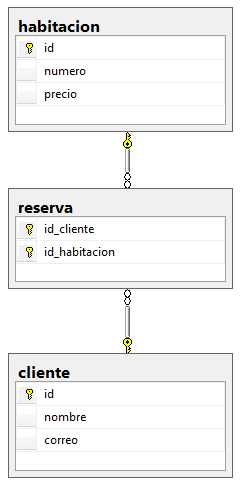 habitacion
id
numero
precio
reserva
id_cliente
id_habitacion
cliente
id
nombre
correo